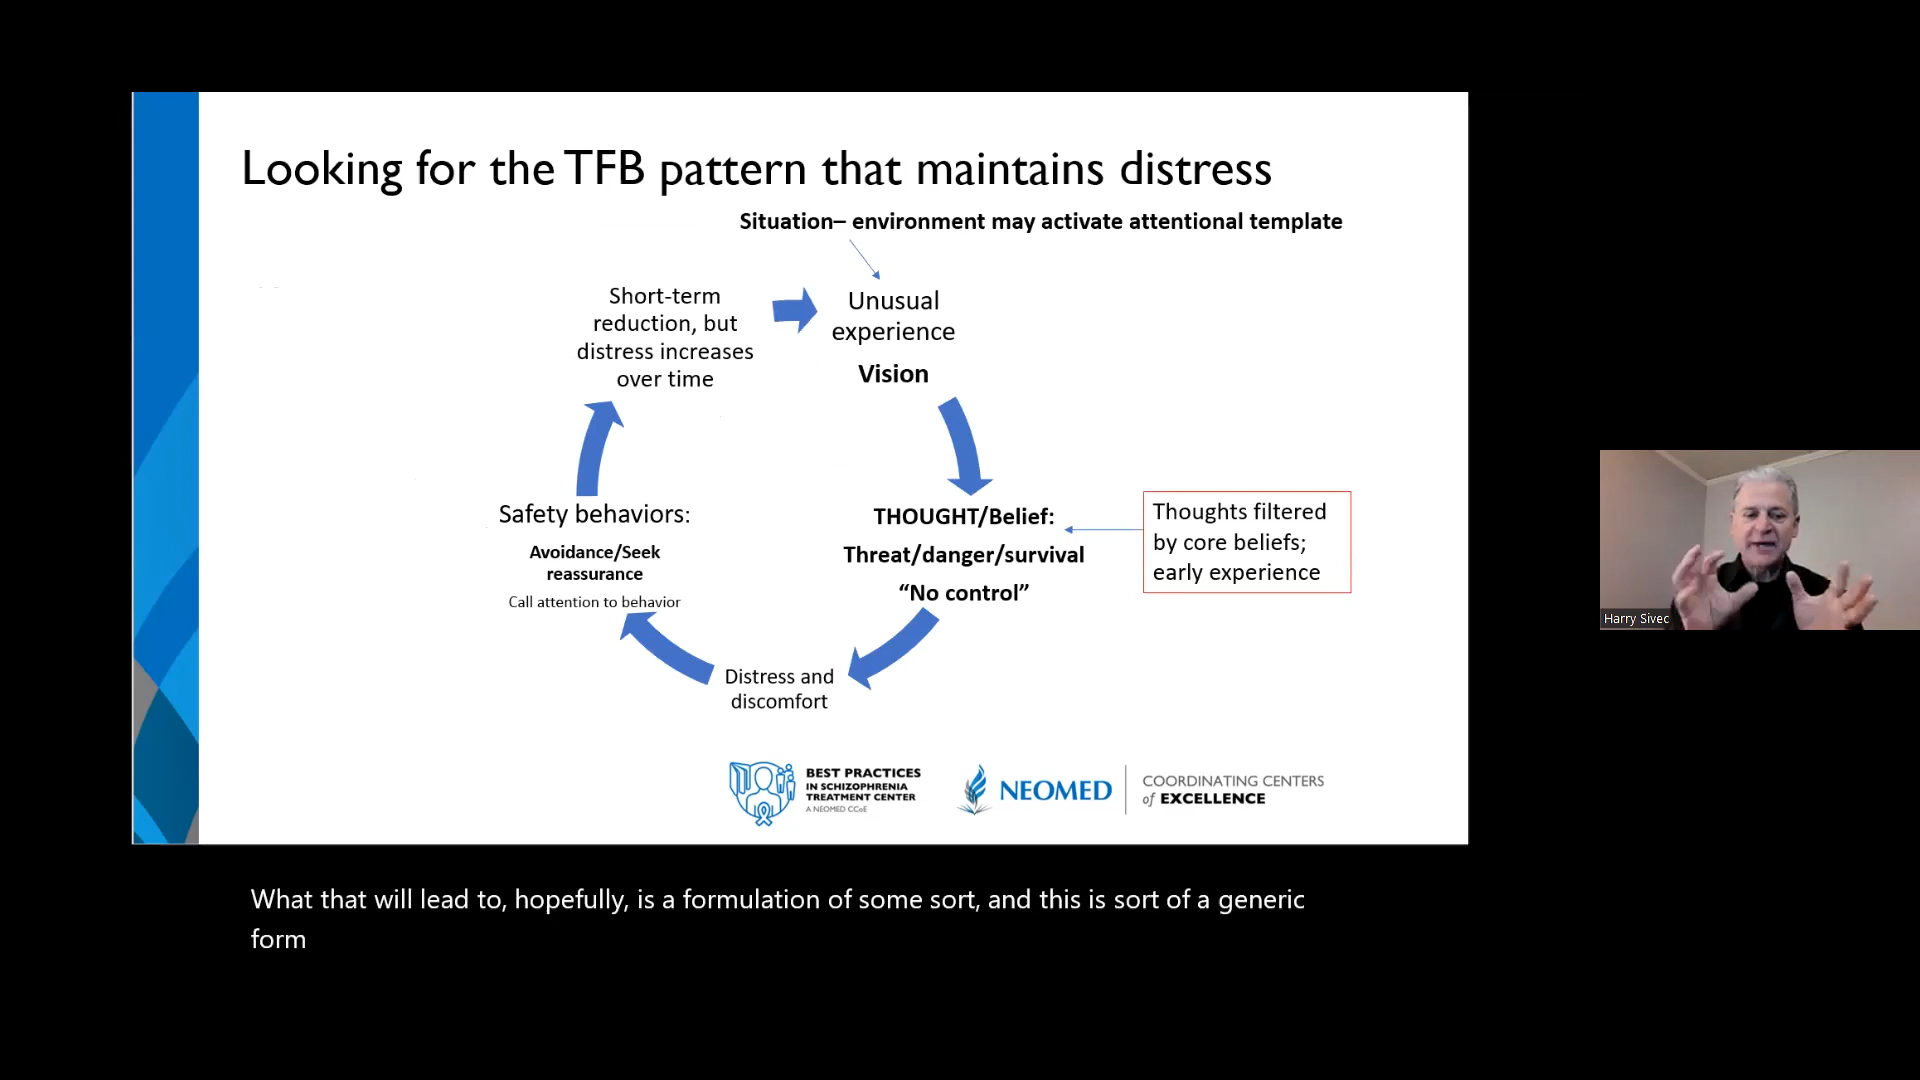 Looking for the TFB pattern that maintains distress
Situation– environment may activate attentional template
Short-term
reduction, but
distress increases
over time
Unusual
experience
Vision
THOUGHT/Belief:
Threat/danger/survival
“No control”
Thoughts filtered
by core beliefs;
early experience
Safety behaviors:
Avoidance/Seek
reassurance
Call attention to behavior
Distress and
discomfort
BEST PRACTICES
IN SCHIZOPHRENIA
TREATMENT CENTER
A NEOMED CCoE
NEOMED
COORDINATING CENTERS
of EXCELLENCE
Harry Sivec
What that will lead to, hopefully, is a formulation of some sort, and this is sort of a generic
form